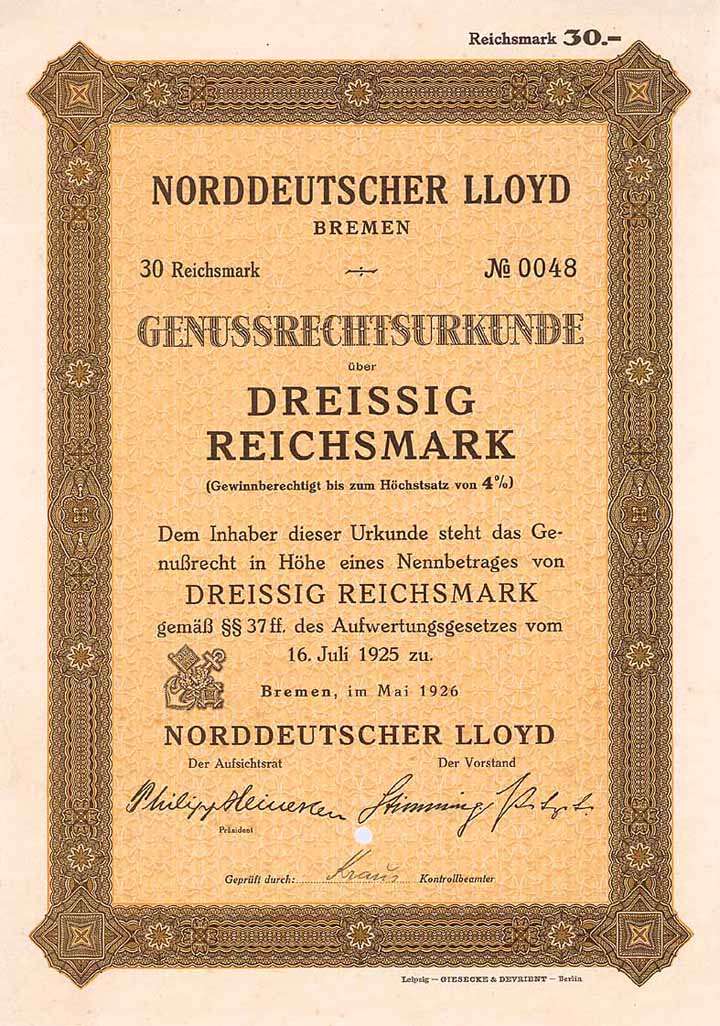 Reichsmark 30.—
NORDDEUTSCHER LLOYD
BREMEN
30 Reichsmark № 0048
GENUSSRECHTSURKUNDE
über
DREISSIG
REICHSMARK
(Gewinnberechtigt bis zum Höchstsatz von 4%)
Dem Inhaber dieser Urkunde steht das Ge-
nußrecht in Höhe eines Nennbetrages von
DREISSIG REICHSMARK
gemäß §§ 37 ff. des Aufwertungsgesetzes vom
16. Juli 1925 zu.
Bremen, im Mai 1926
NORDDEUTSCHER LLOYD
Der Aufsichtsrat Der Vorstand
Philipp Heineken Stimming
Präsident
Geprüft durch: Kraus Kontrollbeamter
Leipzig — GIESECKE & DEVRIENT — Berlin